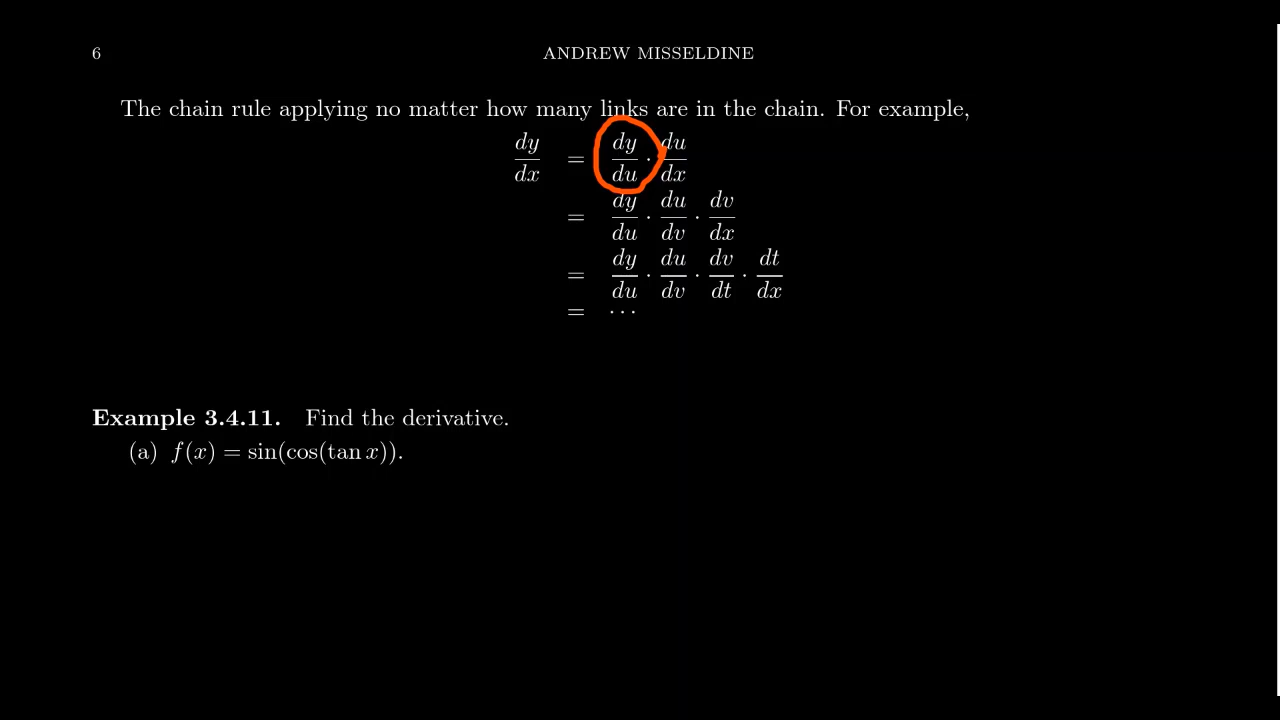 6 ANDREW MISSELDINE
The chain rule applying no matter how many links are in the chain. For example,
dy/dx = dy/du · du/dx
= dy/du · du/dv · dv/dx
= dy/du · du/dv · dv/dt · dt/dx
= ···
Example 3.4.11. Find the derivative.
(a) f(x) = sin(cos(tan x)).